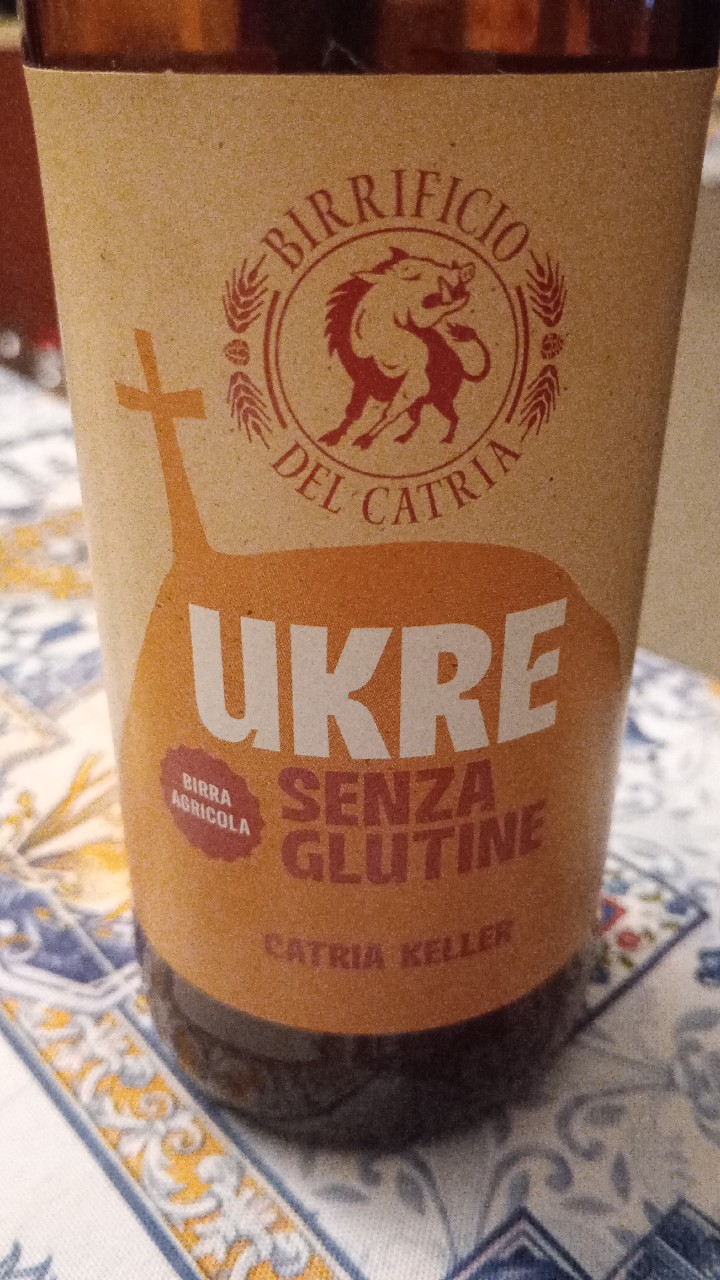 BIRRIFICIO
DEL CATRIA
UKRE
BIRRA
AGRICOLA
SENZA
GLUTINE
CATRIA KELLER